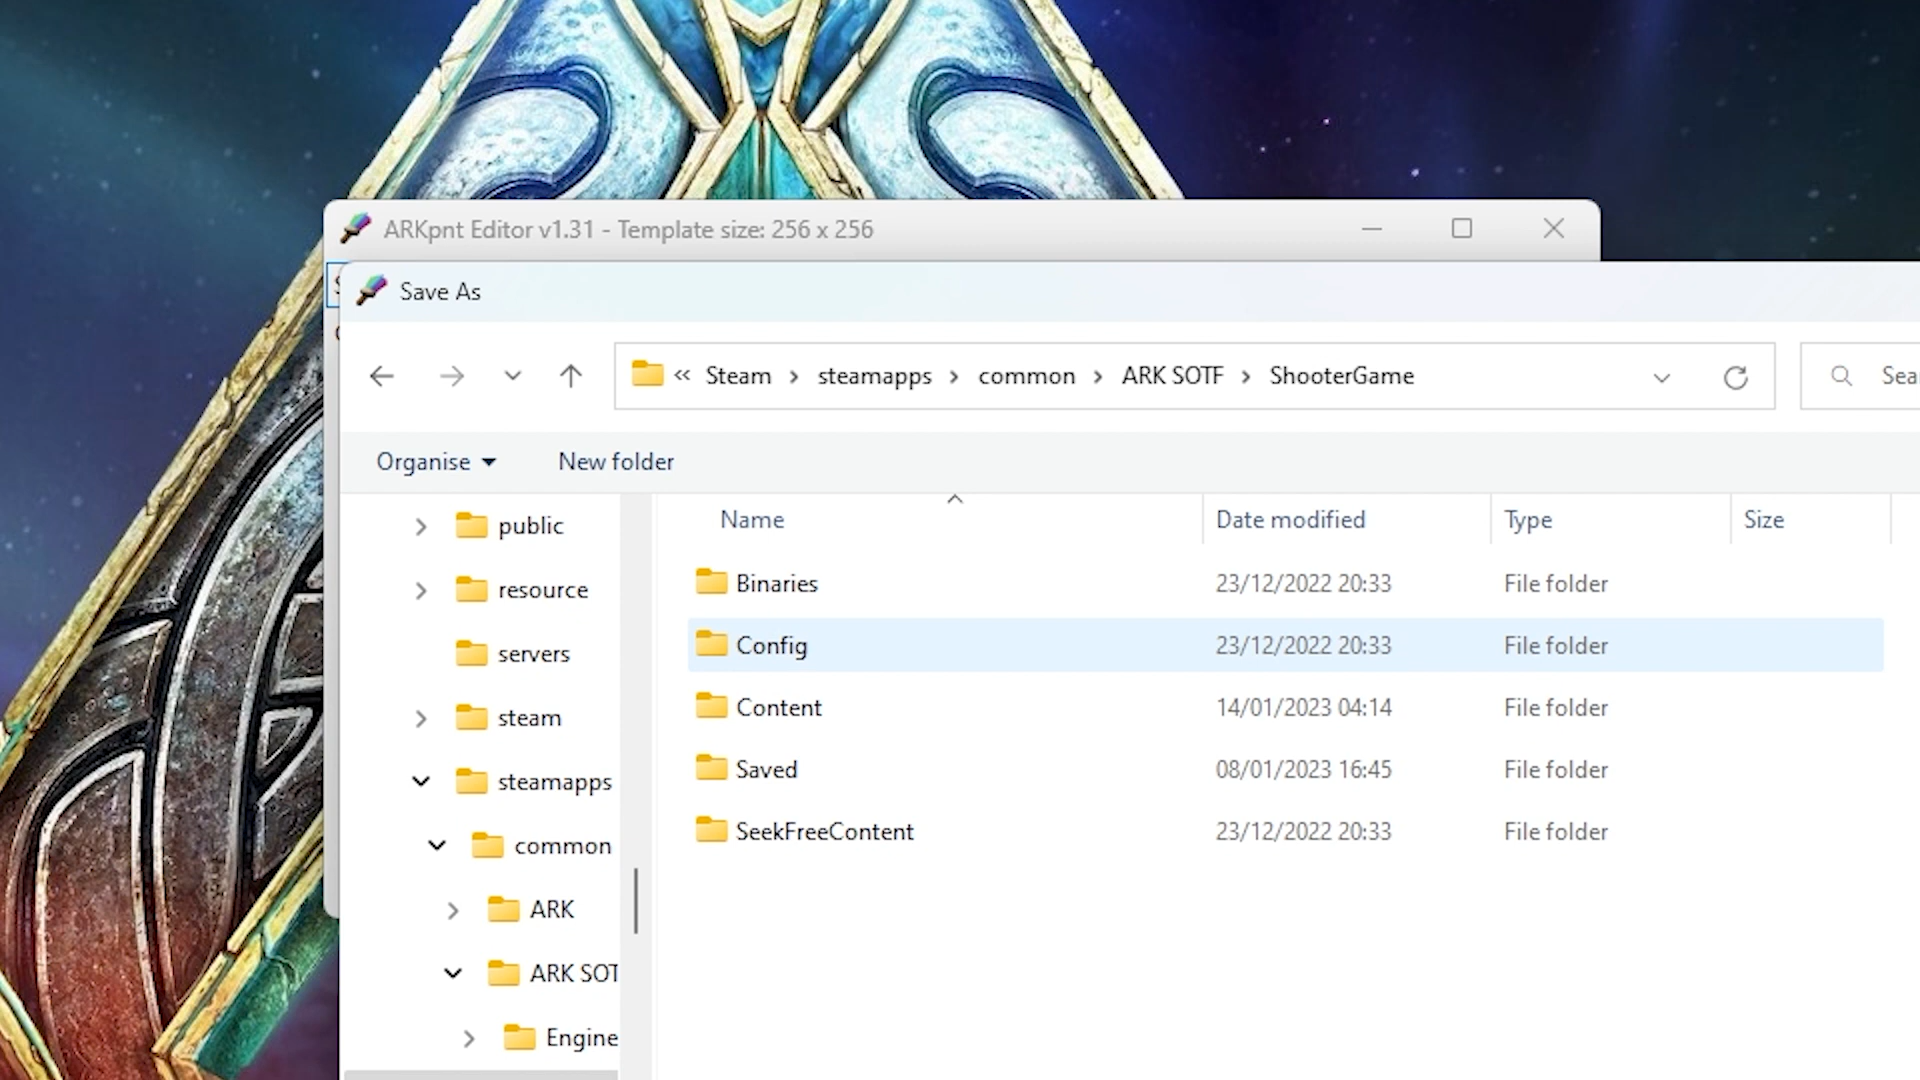 ARKpnt Editor v1.31 - Template size: 256 x 256
Save As
« Steam > steamapps > common > ARK SOTF > ShooterGame
Sea
Organise New folder
Name Date modified Type Size
Binaries 23/12/2022 20:33 File folder
Config 23/12/2022 20:33 File folder
Content 14/01/2023 04:14 File folder
Saved 08/01/2023 16:45 File folder
SeekFreeContent 23/12/2022 20:33 File folder
public
resource
servers
steam
steamapps
common
ARK
ARK SOT
Engine